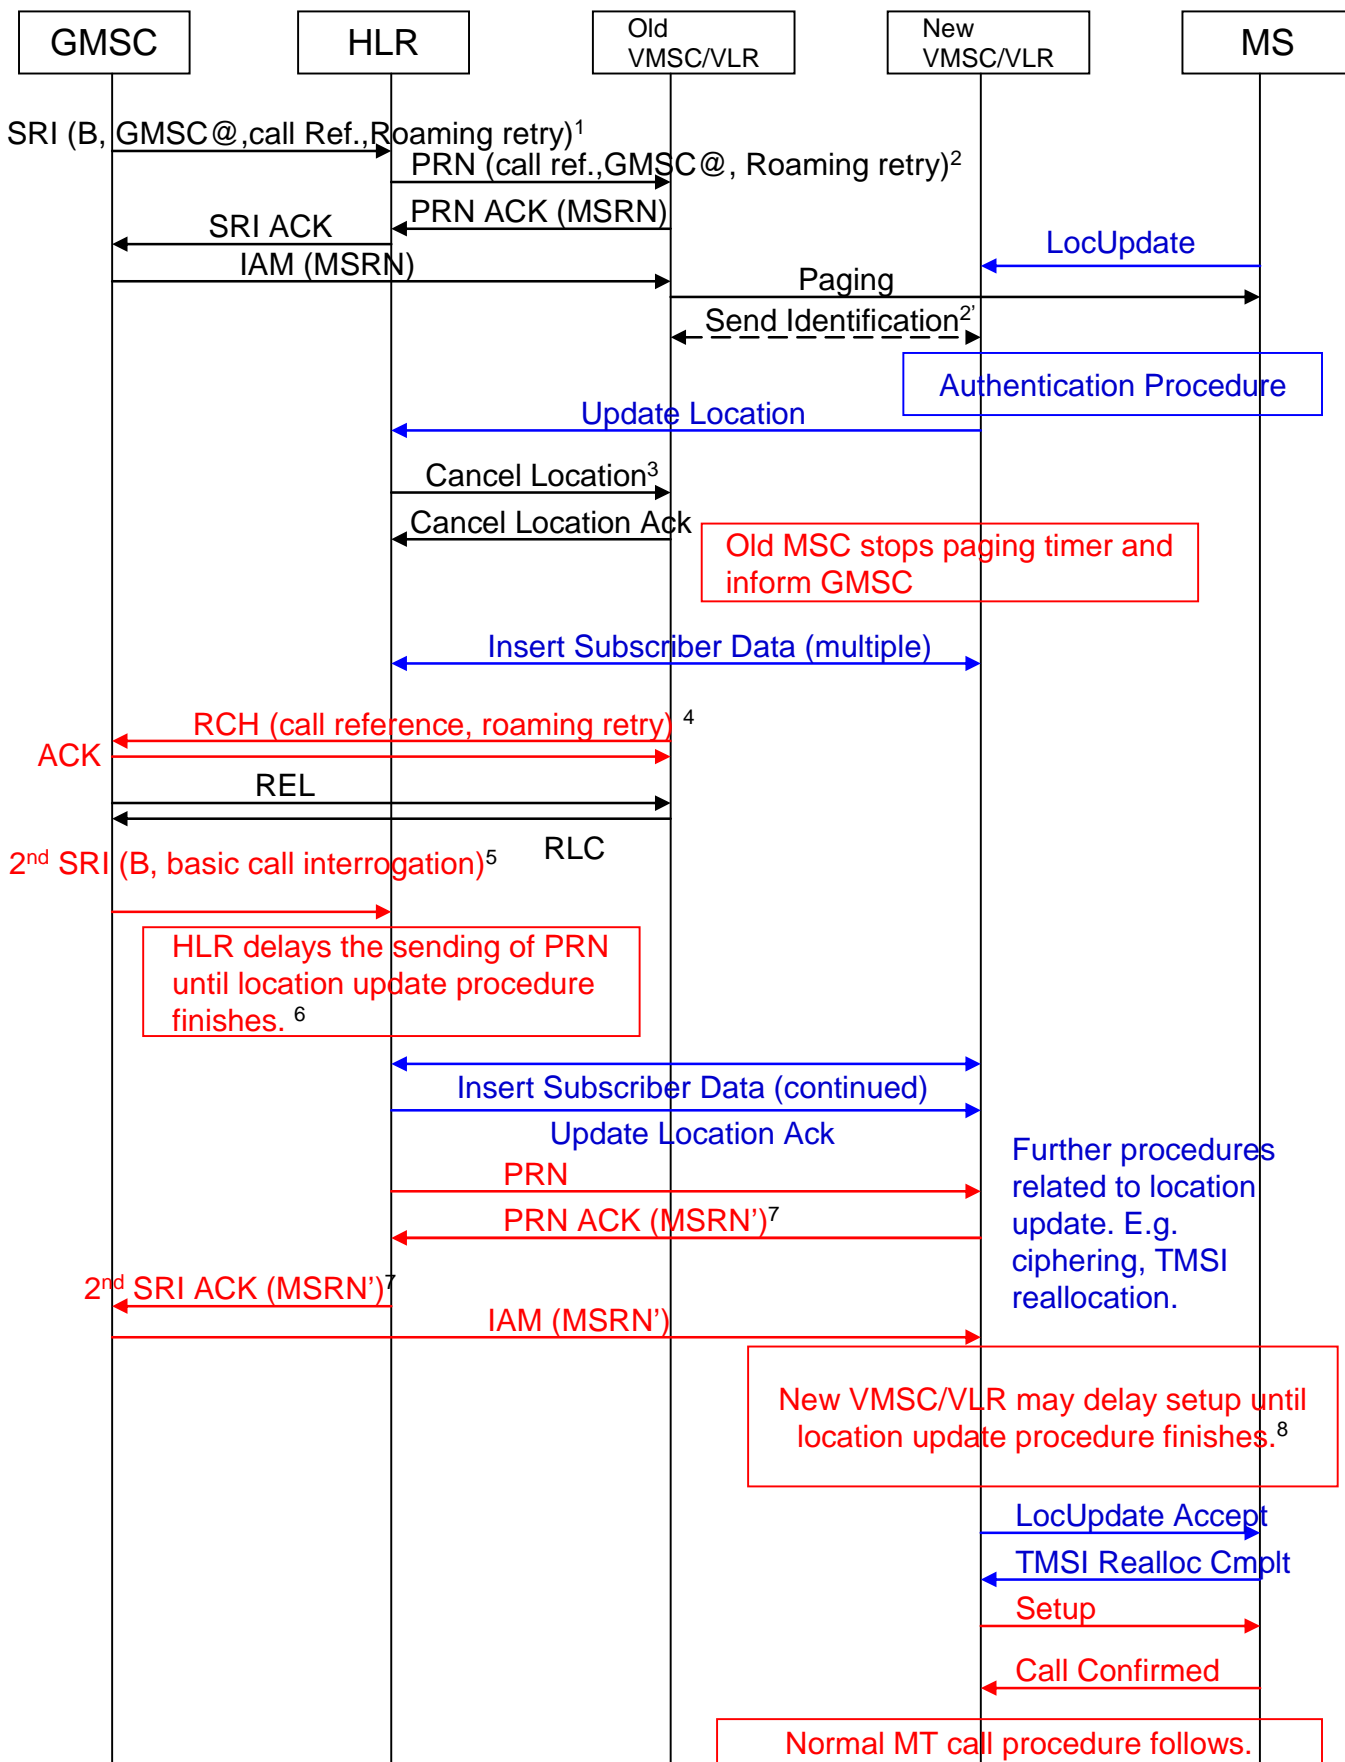 GMSC
HLR
Old
VMSC/VLR
New
VMSC/VLR
MS
SRI (B, GMSC@,call Ref.,Roaming retry)1
PRN (call ref.,GMSC@, Roaming retry)2
PRN ACK (MSRN)
SRI ACK
LocUpdate
IAM (MSRN)
Paging
Send Identification2'
Authentication Procedure
Update Location
Cancel Location3
Cancel Location Ack
Old MSC stops paging timer and
inform GMSC
Insert Subscriber Data (multiple)
RCH (call reference, roaming retry) 4
ACK
REL
RLC
2nd SRI (B, basic call interrogation)5
HLR delays the sending of PRN
until location update procedure
finishes. 6
Insert Subscriber Data (continued)
Update Location Ack
Further procedures
related to location
update. E.g.
ciphering, TMSI
reallocation.
PRN
PRN ACK (MSRN')7
2nd SRI ACK (MSRN')7
IAM (MSRN')
New VMSC/VLR may delay setup until
location update procedure finishes.8
LocUpdate Accept
TMSI Realloc Cmplt
Setup
Call Confirmed
Normal MT call procedure follows.